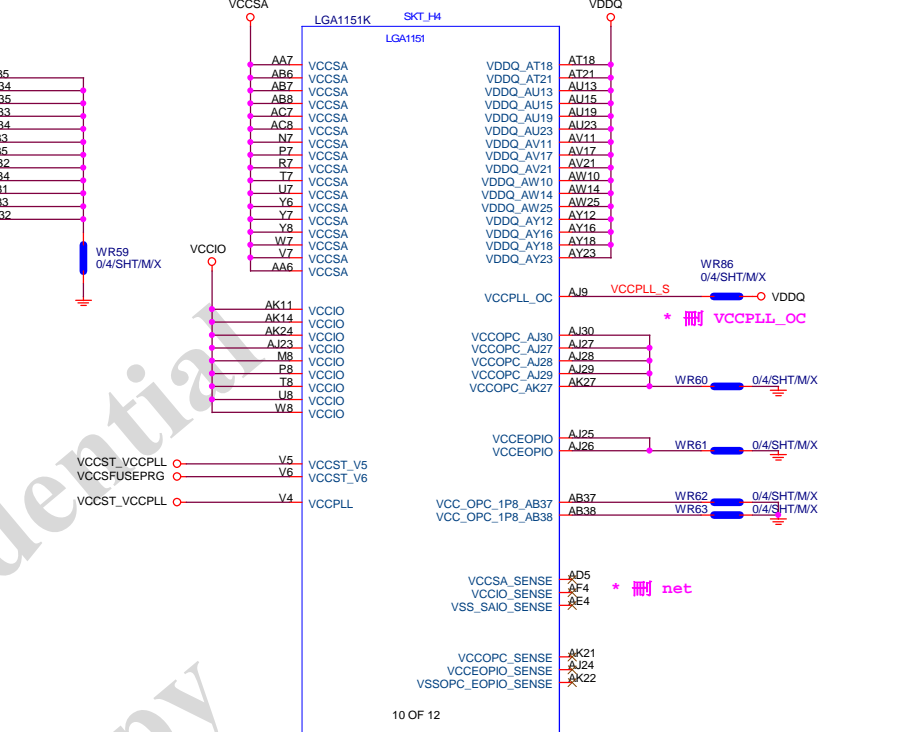 VCCSA
VDDQ
LGA1151K
SKT_H4
LGA1151
AA7 VCCSA
AB6 VCCSA
AB7 VCCSA
AB8 VCCSA
AC7 VCCSA
AC8 VCCSA
N7 VCCSA
P7 VCCSA
R7 VCCSA
T7 VCCSA
U7 VCCSA
Y6 VCCSA
Y7 VCCSA
Y8 VCCSA
W7 VCCSA
V7 VCCSA
AA6 VCCSA
VDDQ_AT18 AT18
VDDQ_AT21 AT21
VDDQ_AU13 AU13
VDDQ_AU15 AU15
VDDQ_AU19 AU19
VDDQ_AU23 AU23
VDDQ_AV11 AV11
VDDQ_AV17 AV17
VDDQ_AV21 AV21
VDDQ_AW10 AW10
VDDQ_AW14 AW14
VDDQ_AW25 AW25
VDDQ_AY12 AY12
VDDQ_AY16 AY16
VDDQ_AY18 AY18
VDDQ_AY23 AY23
WR59
0/4/SHT/M/X
VCCIO
AK11 VCCIO
AK14 VCCIO
AK24 VCCIO
AJ23 VCCIO
M8 VCCIO
P8 VCCIO
T8 VCCIO
U8 VCCIO
W8 VCCIO
WR86
0/4/SHT/M/X
VCCPLL_OC AJ9 VCCPLL_S VDDQ
* 刪 VCCPLL_OC
VCCOPC_AJ30 AJ30
VCCOPC_AJ27 AJ27
VCCOPC_AJ28 AJ28
VCCOPC_AJ29 AJ29
VCCOPC_AK27 AK27 WR60 0/4/SHT/M/X
VCCEOPIO AJ25
VCCEOPIO AJ26 WR61 0/4/SHT/M/X
VCCST_VCCPLL V5 VCCST_V5
VCCSFUSEPRG V6 VCCST_V6
VCCST_VCCPLL V4 VCCPLL
VCC_OPC_1P8_AB37 AB37 WR62 0/4/SHT/M/X
VCC_OPC_1P8_AB38 AB38 WR63 0/4/SHT/M/X
VCCSA_SENSE AD5
VCCIO_SENSE AF4
VSS_SAIO_SENSE AE4
* 刪 net
VCCOPC_SENSE AK21
VCCEOPIO_SENSE AJ24
VSSOPC_EOPIO_SENSE AK22
10 OF 12